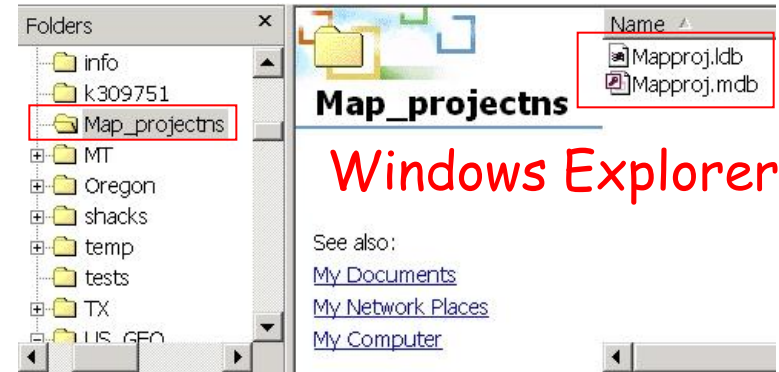 Folders
×
info
k309751
Map_projectns
MT
Oregon
shacks
temp
tests
TX
US_GEO
Map_projectns
Windows Explorer
See also:
My Documents
My Network Places
My Computer
Name
Mapproj.ldb
Mapproj.mdb